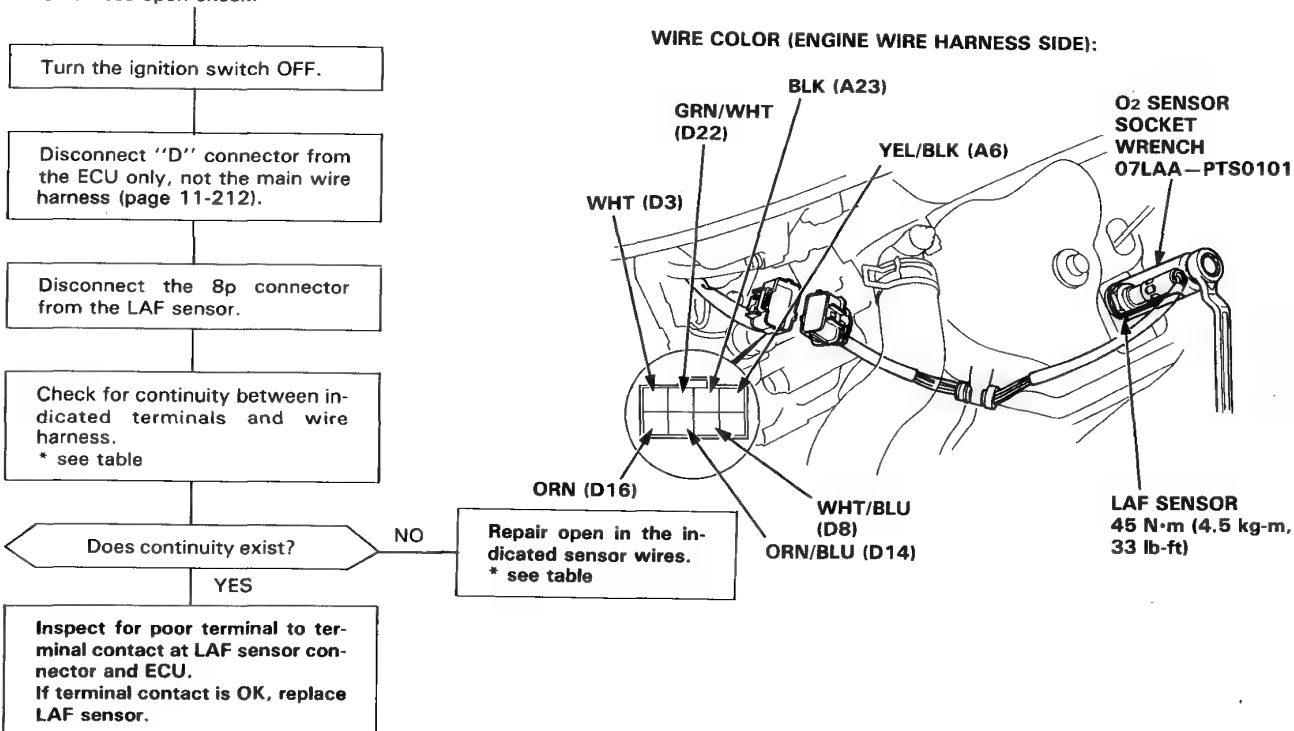 Turn the ignition switch OFF.
Disconnect "D" connector from
the ECU only, not the main wire
harness (page 11-212).
Disconnect the 8p connector
from the LAF sensor.
Check for continuity between in-
dicated terminals and wire
harness.
* see table
Does continuity exist?
NO
YES
Repair open in the in-
dicated sensor wires.
* see table
Inspect for poor terminal to ter-
minal contact at LAF sensor con-
nector and ECU.
If terminal contact is OK, replace
LAF sensor.
WIRE COLOR (ENGINE WIRE HARNESS SIDE):
BLK (A23)
GRN/WHT
(D22)
YEL/BLK (A6)
WHT (D3)
O2 SENSOR
SOCKET
WRENCH
07LAA—PTS0101
ORN (D16)
WHT/BLU
(D8)
ORN/BLU (D14)
LAF SENSOR
45 N·m (4.5 kg-m,
33 lb-ft)